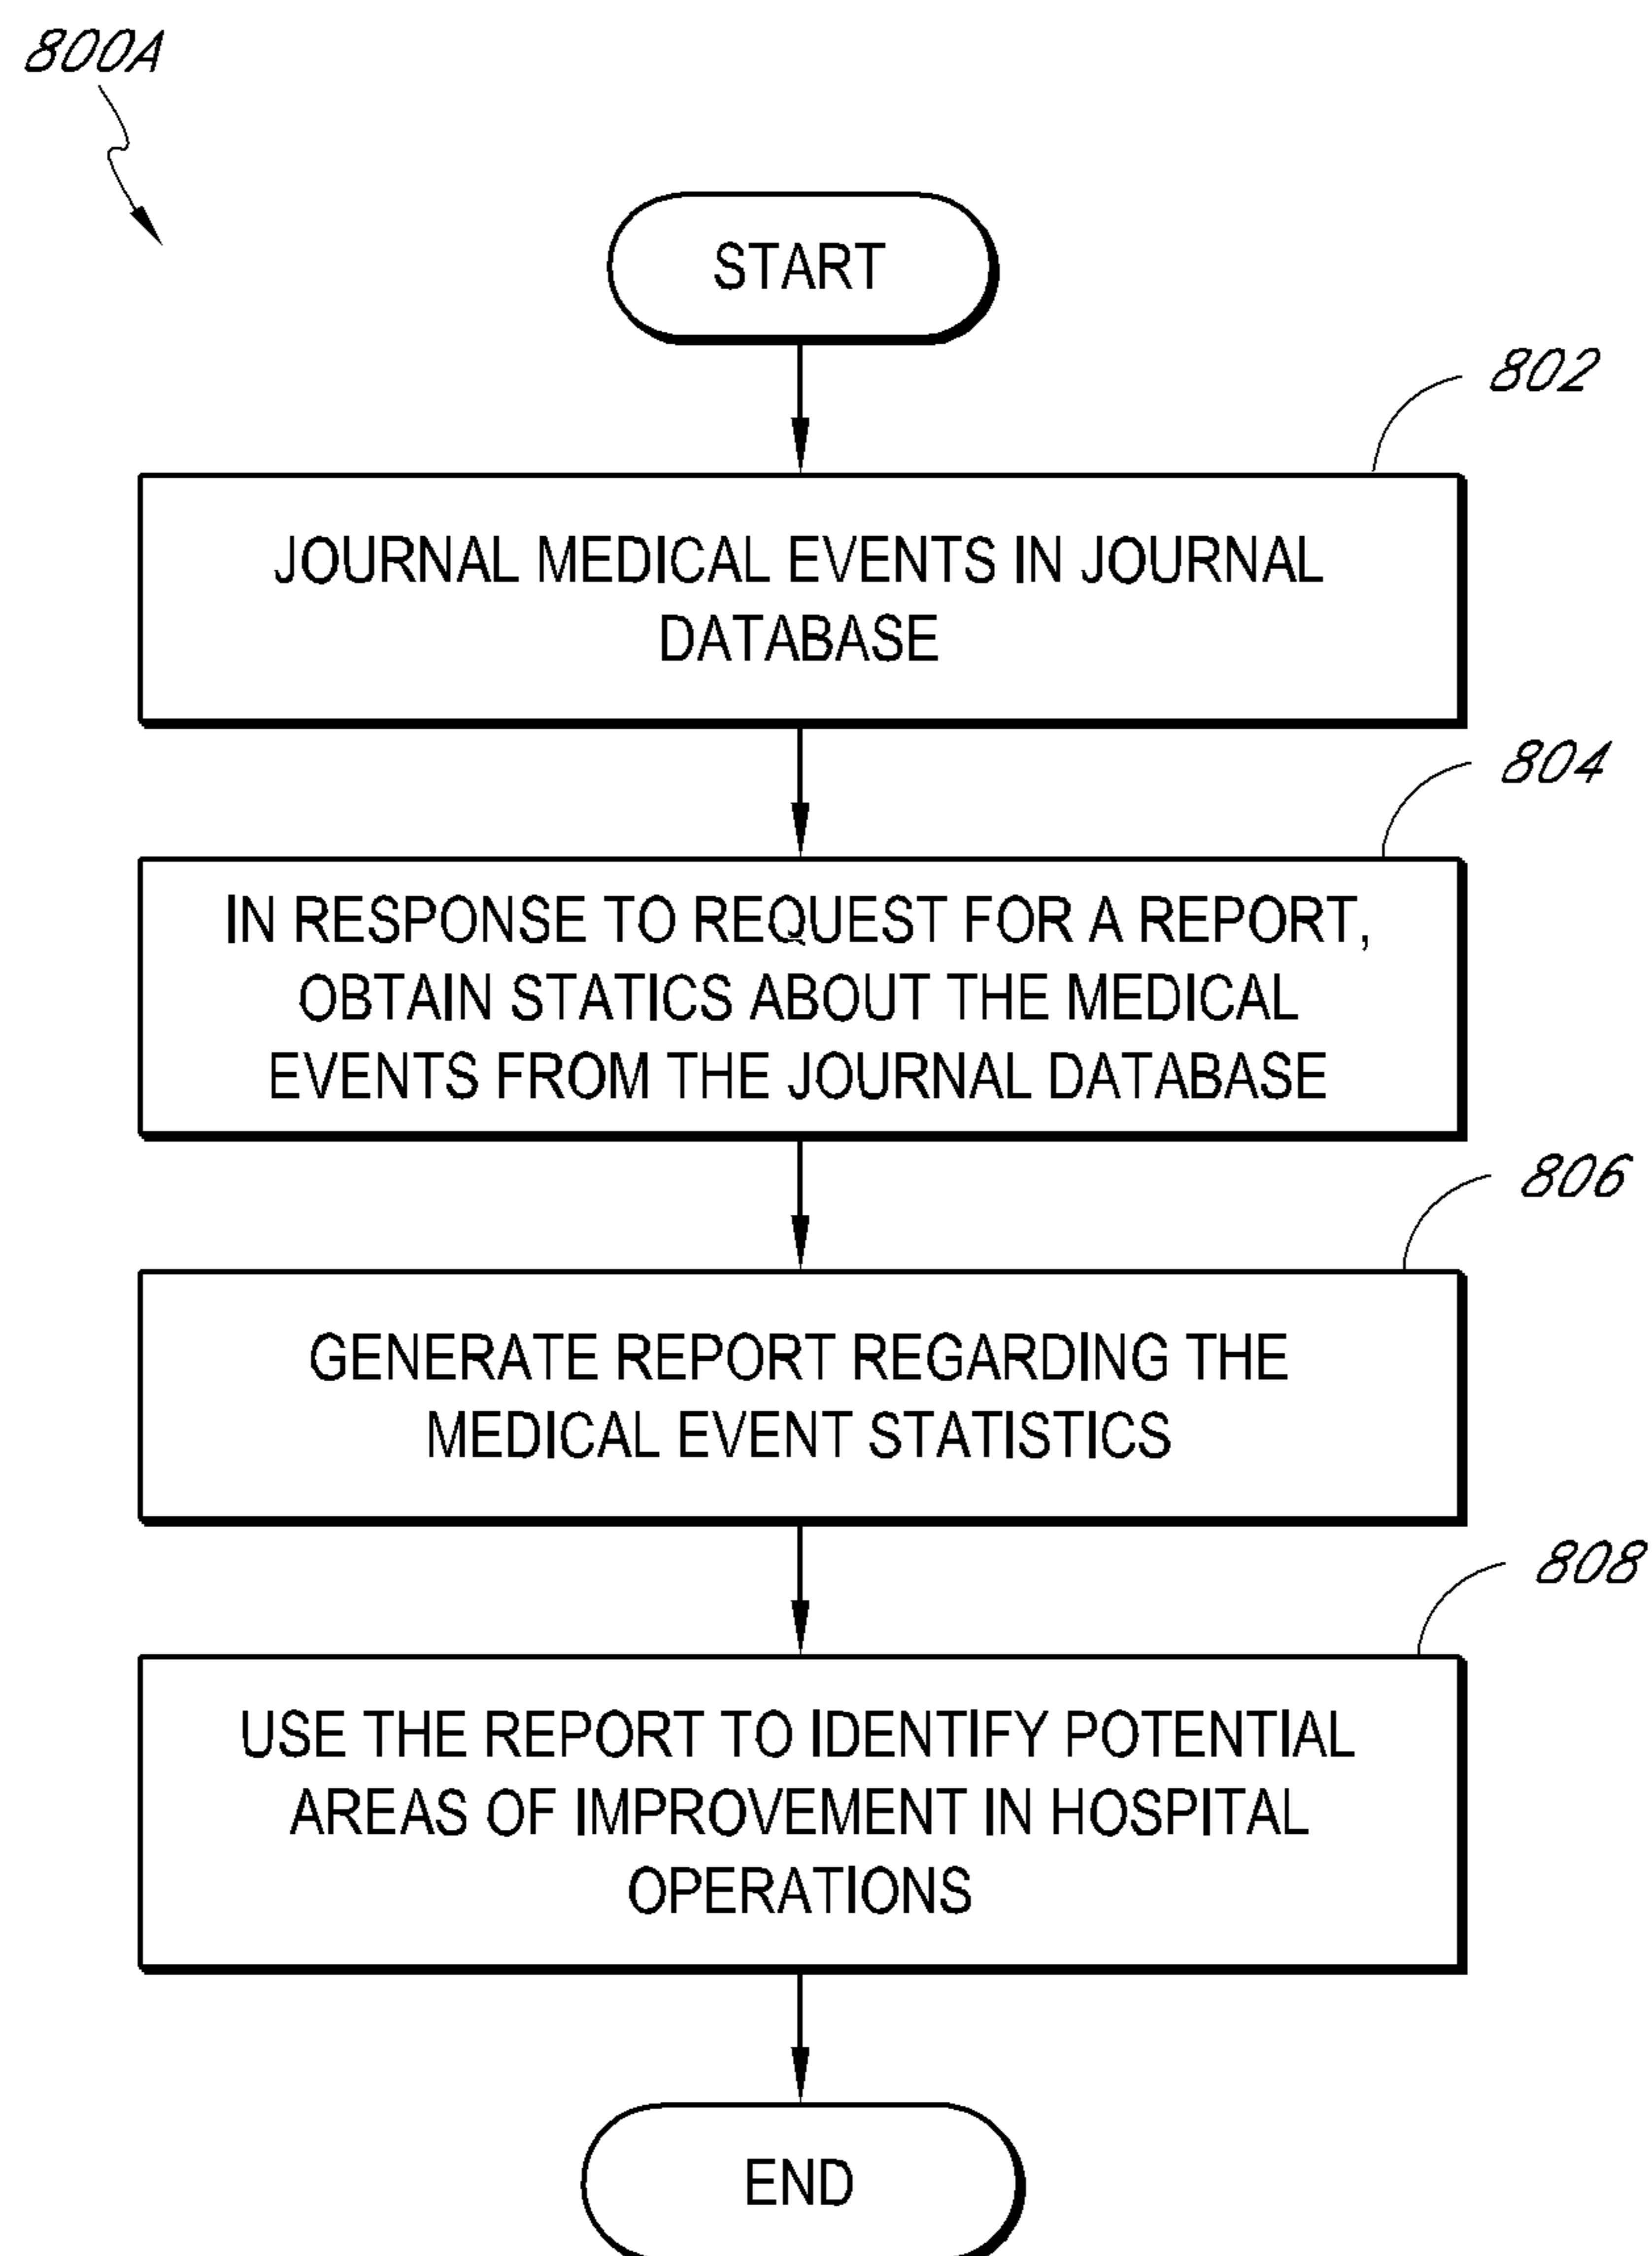 800A
START
802
JOURNAL MEDICAL EVENTS IN JOURNAL
DATABASE
804
IN RESPONSE TO REQUEST FOR A REPORT,
OBTAIN STATICS ABOUT THE MEDICAL
EVENTS FROM THE JOURNAL DATABASE
806
GENERATE REPORT REGARDING THE
MEDICAL EVENT STATISTICS
808
USE THE REPORT TO IDENTIFY POTENTIAL
AREAS OF IMPROVEMENT IN HOSPITAL
OPERATIONS
END